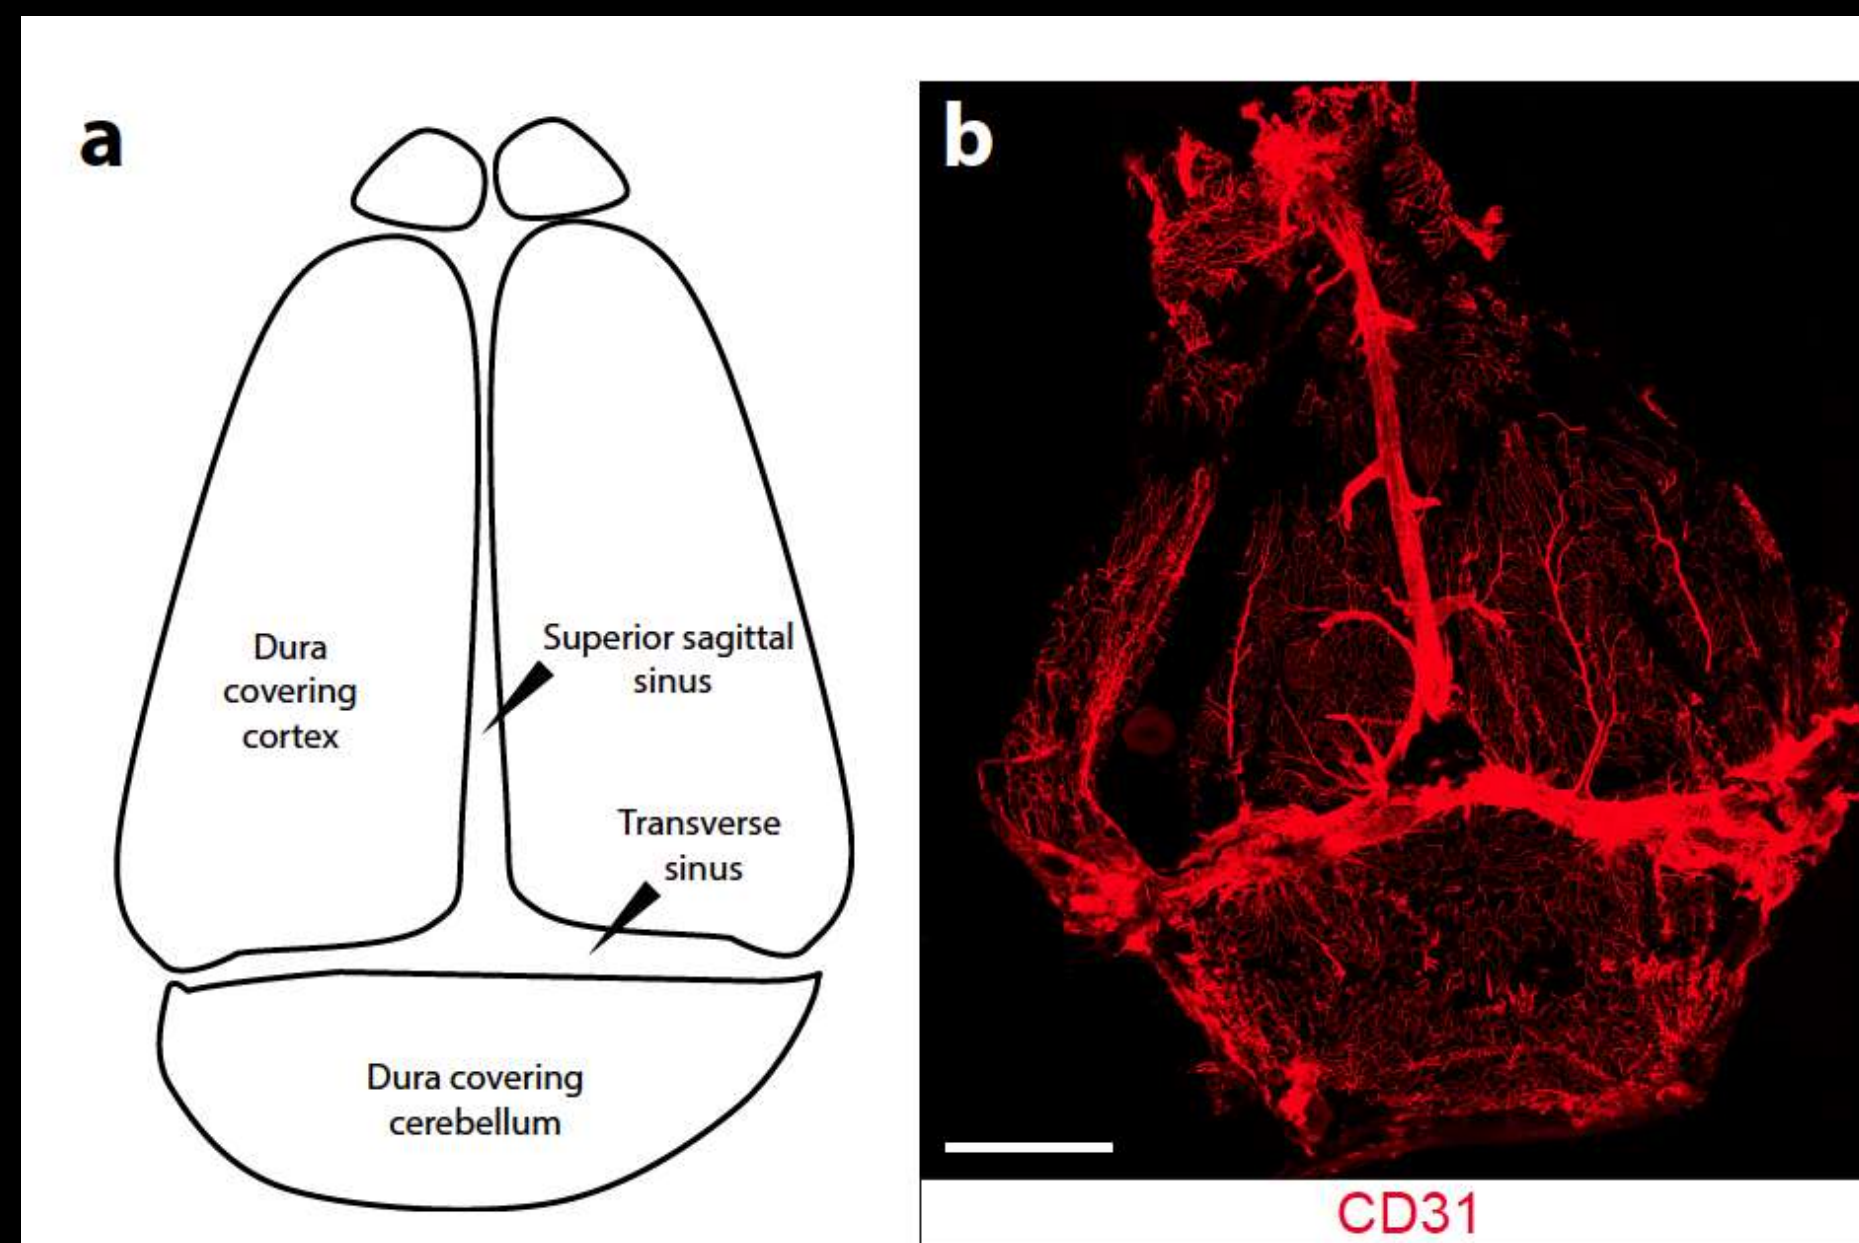 a
Dura
covering
cortex
Superior sagittal
sinus
Transverse
sinus
Dura covering
cerebellum
b
CD31